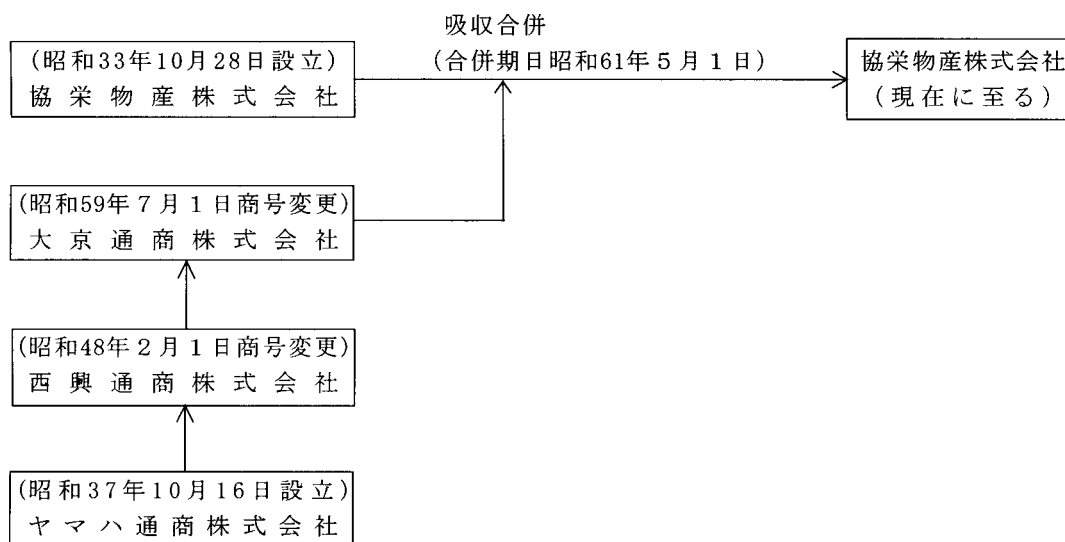 吸収合併
(合併期日昭和61年5月1日)
(昭和33年10月28日設立)
協栄物産株式会社
協栄物産株式会社
(現在に至る)
(昭和59年7月1日商号変更)
大京通商株式会社
(昭和48年2月1日商号変更)
西興通商株式会社
(昭和37年10月16日設立)
ヤマハ通商株式会社